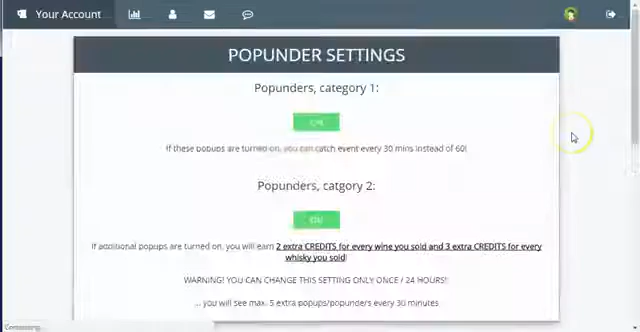 Your Account
POPUNDER SETTINGS
Popunders, category 1:
ON
If these popups are turned on, you can catch event every 30 mins instead of 60!
Popunders, catgory 2:
ON
If additional popups are turned on, you will earn 2 extra CREDITS for every wine you sold and 3 extra CREDITS for every
whisky you sold!
WARNING! YOU CAN CHANGE THIS SETTING ONLY ONCE / 24 HOURS!
... you will see max. 5 extra popups/popunders every 30 minutes